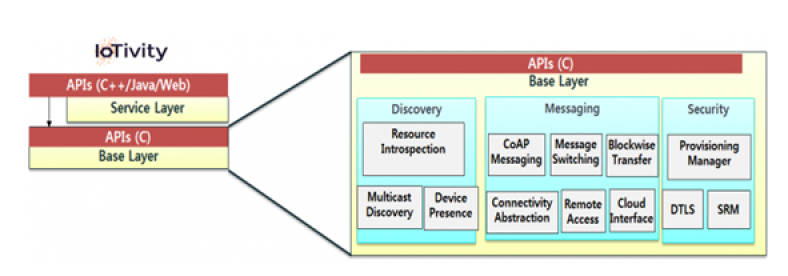 IoTivity
APIs (C++/Java/Web)
Service Layer
APIs (C)
Base Layer
APIs (C)
Base Layer
Discovery
Resource
Introspection
Multicast
Discovery
Device
Presence
Messaging
CoAP
Messaging
Message
Switching
Blockwise
Transfer
Connectivity
Abstraction
Remote
Access
Cloud
Interface
Security
Provisioning
Manager
DTLS
SRM